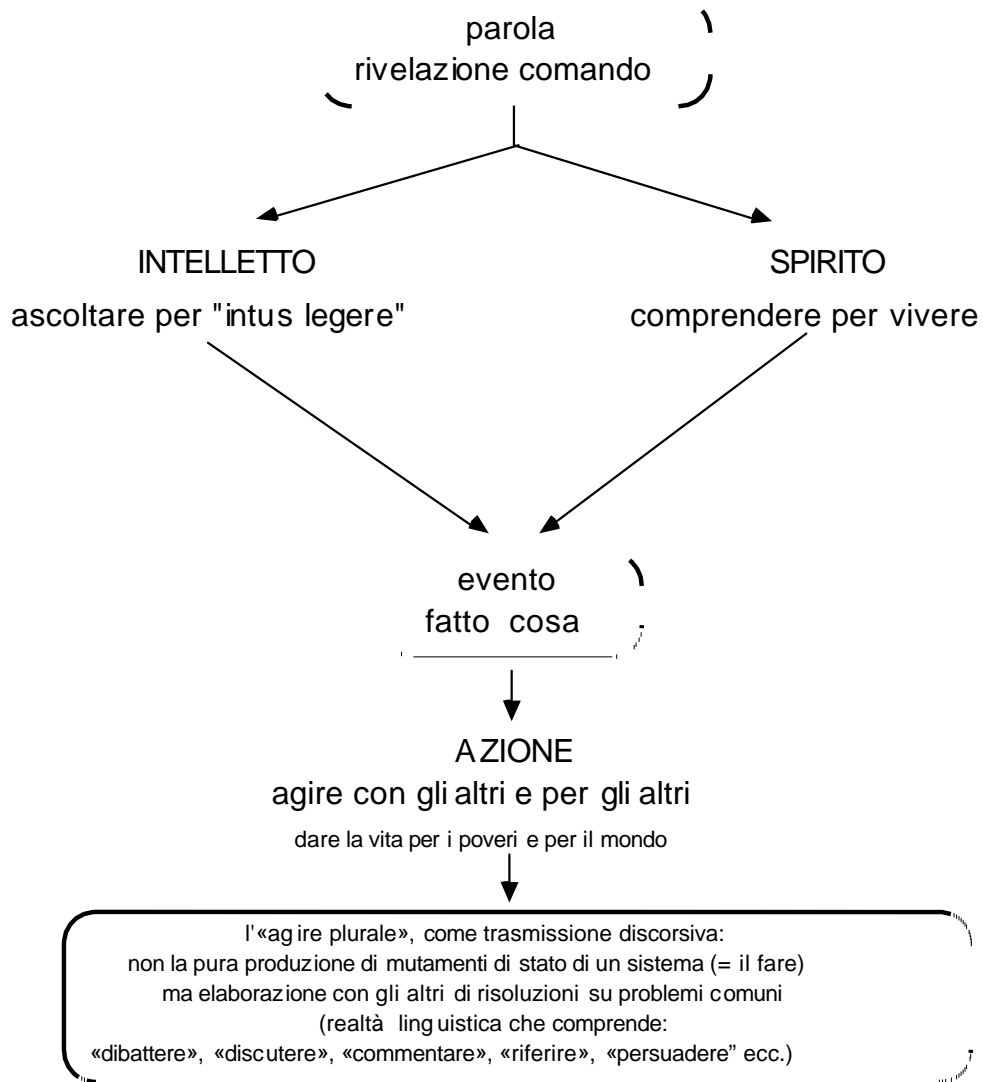 parola
rivelazione comando
INTELLETTO
SPIRITO
ascoltare per "intus legere"
comprendere per vivere
evento
fatto cosa
AZIONE
agire con gli altri e per gli altri
dare la vita per i poveri e per il mondo
l'«agire plurale», come trasmissione discorsiva:
non la pura produzione di mutamenti di stato di un sistema (= il fare)
ma elaborazione con gli altri di risoluzioni su problemi comuni
(realtà linguistica che comprende:
«dibattere», «discutere», «commentare», «riferire», «persuadere” ecc.)